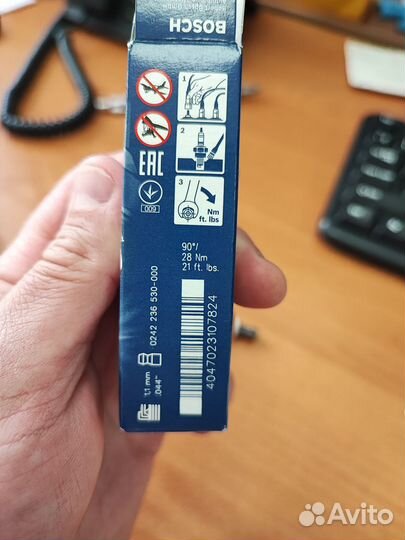 BOSCH
1
2
3
Nm
ft. lbs
EAC
009
90°/
28 Nm
21 ft. lbs.
0242 236 530-000
1,1 mm
.044"
4047023107824
Avito